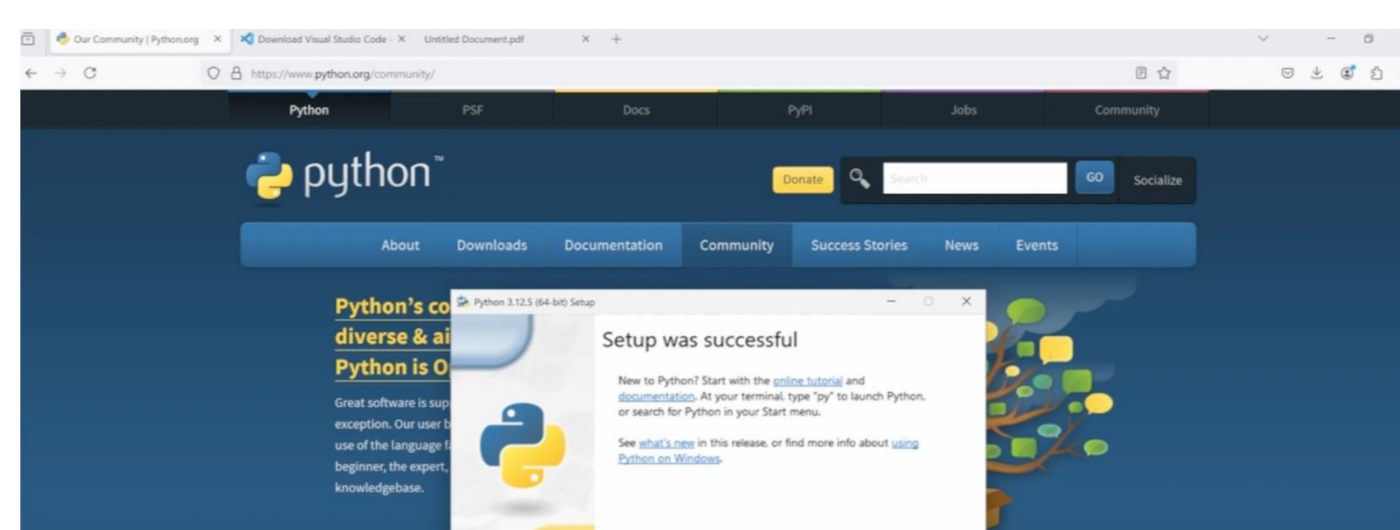 Our Community | Python.org
Download Visual Studio Code -
Untitled Document.pdf
https://www.python.org/community/
Python PSF Docs PyPI Jobs Community
python™
Donate Search GO Socialize
About Downloads Documentation Community Success Stories News Events
Python's co
diverse & ai
Python is O
Great software is sup
exception. Our user b
use of the language f
beginner, the expert,
knowledgebase.
Python 3.12.5 (64-bit) Setup
Setup was successful
New to Python? Start with the online tutorial and
documentation. At your terminal, type "py" to launch Python,
or search for Python in your Start menu.
See what's new in this release, or find more info about using
Python on Windows.